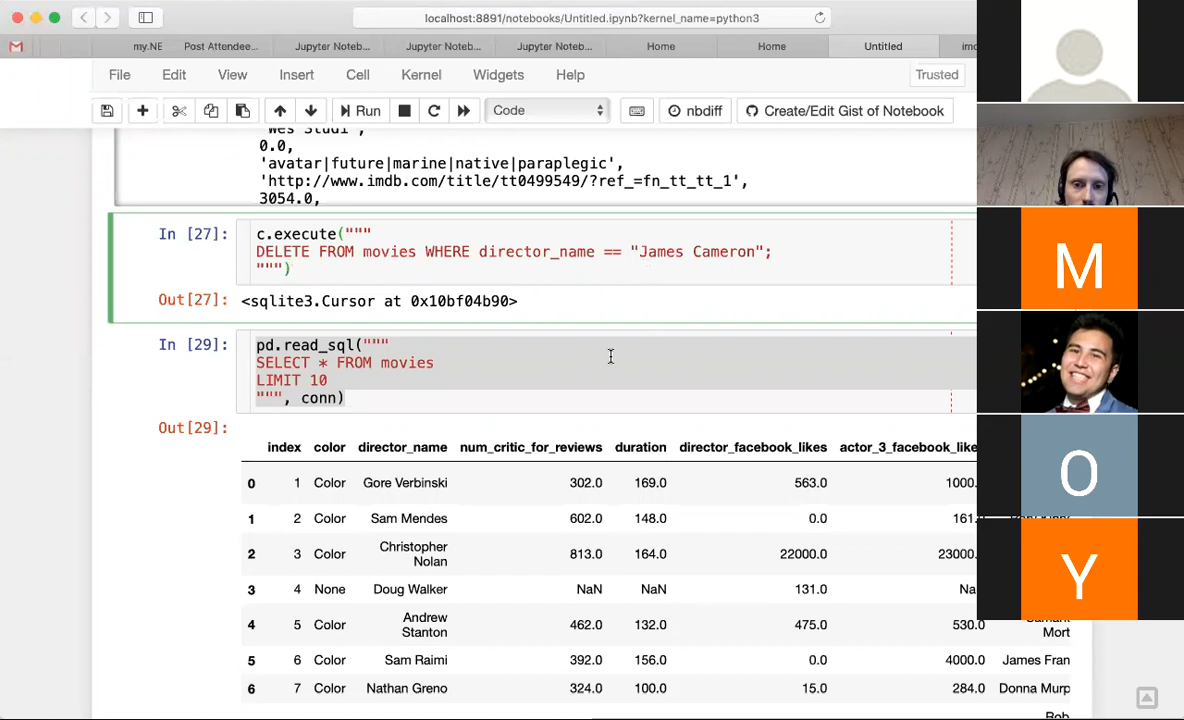 localhost:8891/notebooks/Untitled.ipynb?kernel_name=python3
my.NE Post Attendee... Jupyter Noteb... Jupyter Noteb... Jupyter Noteb... Home Home Untitled imd
File Edit View Insert Cell Kernel Widgets Help Trusted
Run Code nbdiff Create/Edit Gist of Notebook
'Wes Studi',
0.0,
'avatar|future|marine|native|paraplegic',
'http://www.imdb.com/title/tt0499549/?ref_=fn_tt_tt_1',
3054.0,
In [27]: c.execute("""
DELETE FROM movies WHERE director_name == "James Cameron";
""")
Out[27]: <sqlite3.Cursor at 0x10bf04b90>
In [29]: pd.read_sql("""
SELECT * FROM movies
LIMIT 10
""", conn)
Out[29]:
index color director_name num_critic_for_reviews duration director_facebook_likes actor_3_facebook_like
0 1 Color Gore Verbinski 302.0 169.0 563.0 1000.
1 2 Color Sam Mendes 602.0 148.0 0.0 161.
2 3 Color Christopher Nolan 813.0 164.0 22000.0 23000.
3 4 None Doug Walker NaN NaN 131.0 Na
4 5 Color Andrew Stanton 462.0 132.0 475.0 530.0 Mort
5 6 Color Sam Raimi 392.0 156.0 0.0 4000.0 James Fran
6 7 Color Nathan Greno 324.0 100.0 15.0 284.0 Donna Murp
Rob
M
O
Y